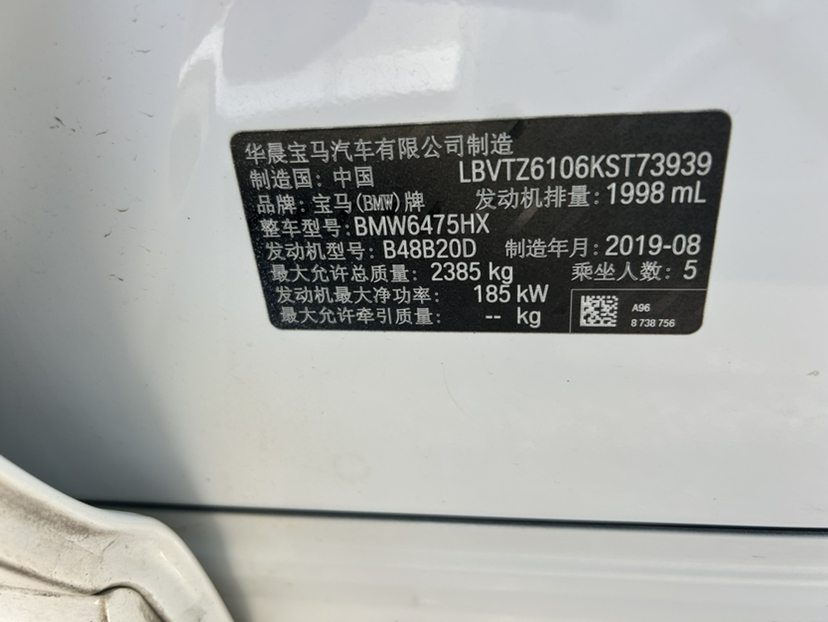 华晨宝马汽车有限公司制造
制造国：中国 LBVTZ6106KST73939
品牌：宝马(BMW)牌 发动机排量：1998 mL
整车型号：BMW6475HX
发动机型号：B48B20D 制造年月：2019-08
最大允许总质量：2385 kg 乘坐人数：5
发动机最大净功率：185 kW
最大允许牵引质量：-- kg
A96
8 738 756